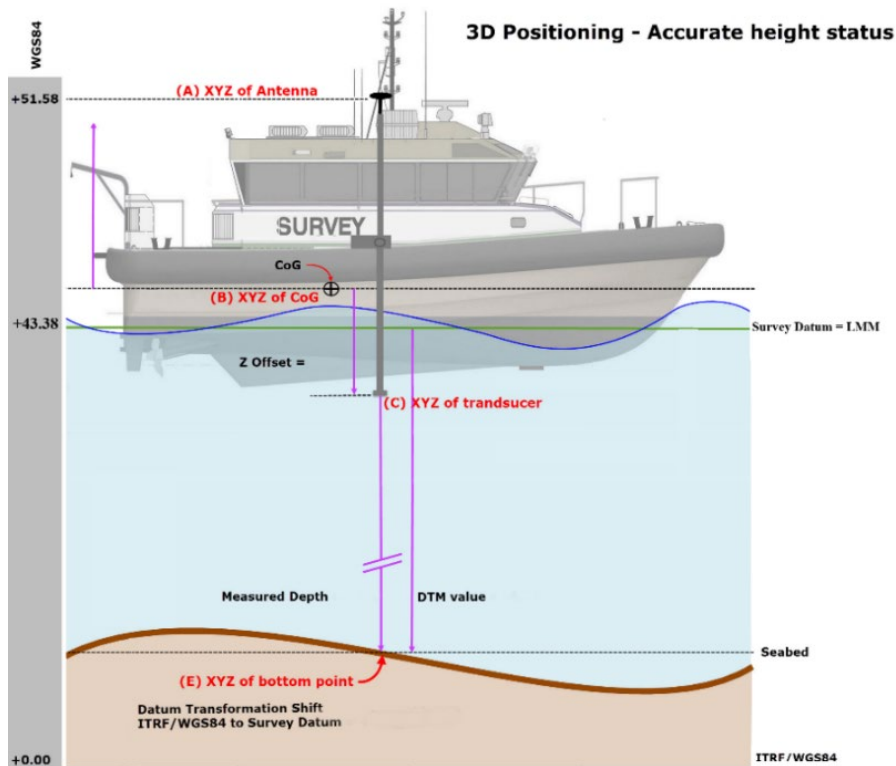 WGS84
3D Positioning - Accurate height status
(A) XYZ of Antenna
+51.58
SURVEY
CoG
(B) XYZ of CoG
+43.38
Survey Datum = LMM
Z Offset =
(C) XYZ of trandsucer
Measured Depth
DTM value
Seabed
(E) XYZ of bottom point
Datum Transformation Shift
ITRF/WGS84 to Survey Datum
+0.00
ITRF/WGS84